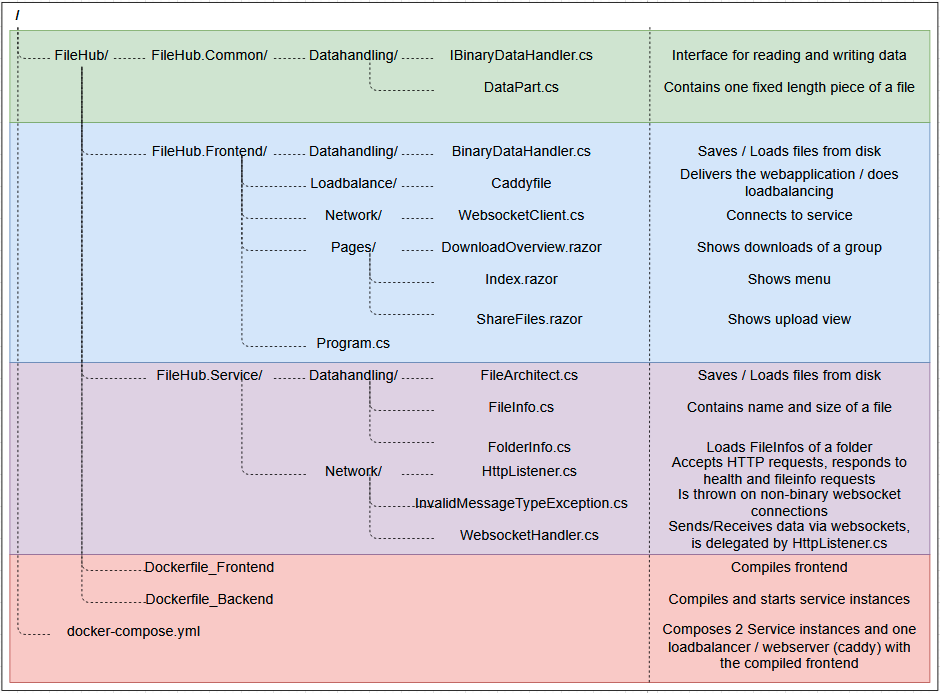 /
FileHub/ FileHub.Common/ Datahandling/ IBinaryDataHandler.cs Interface for reading and writing data
DataPart.cs Contains one fixed length piece of a file
FileHub.Frontend/ Datahandling/ BinaryDataHandler.cs Saves / Loads files from disk
Loadbalance/ Caddyfile Delivers the webapplication / does
loadbalancing
Network/ WebsocketClient.cs Connects to service
Pages/ DownloadOverview.razor Shows downloads of a group
Index.razor Shows menu
ShareFiles.razor Shows upload view
Program.cs
FileHub.Service/ Datahandling/ FileArchitect.cs Saves / Loads files from disk
FileInfo.cs Contains name and size of a file
FolderInfo.cs Loads FileInfos of a folder
Network/ HttpListener.cs Accepts HTTP requests, responds to
health and fileinfo requests
InvalidMessageTypeException.cs Is thrown on non-binary websocket
connections
WebsocketHandler.cs Sends/Receives data via websockets,
is delegated by HttpListener.cs
Dockerfile_Frontend Compiles frontend
Dockerfile_Backend Compiles and starts service instances
docker-compose.yml Composes 2 Service instances and one
loadbalancer / webserver (caddy) with
the compiled frontend